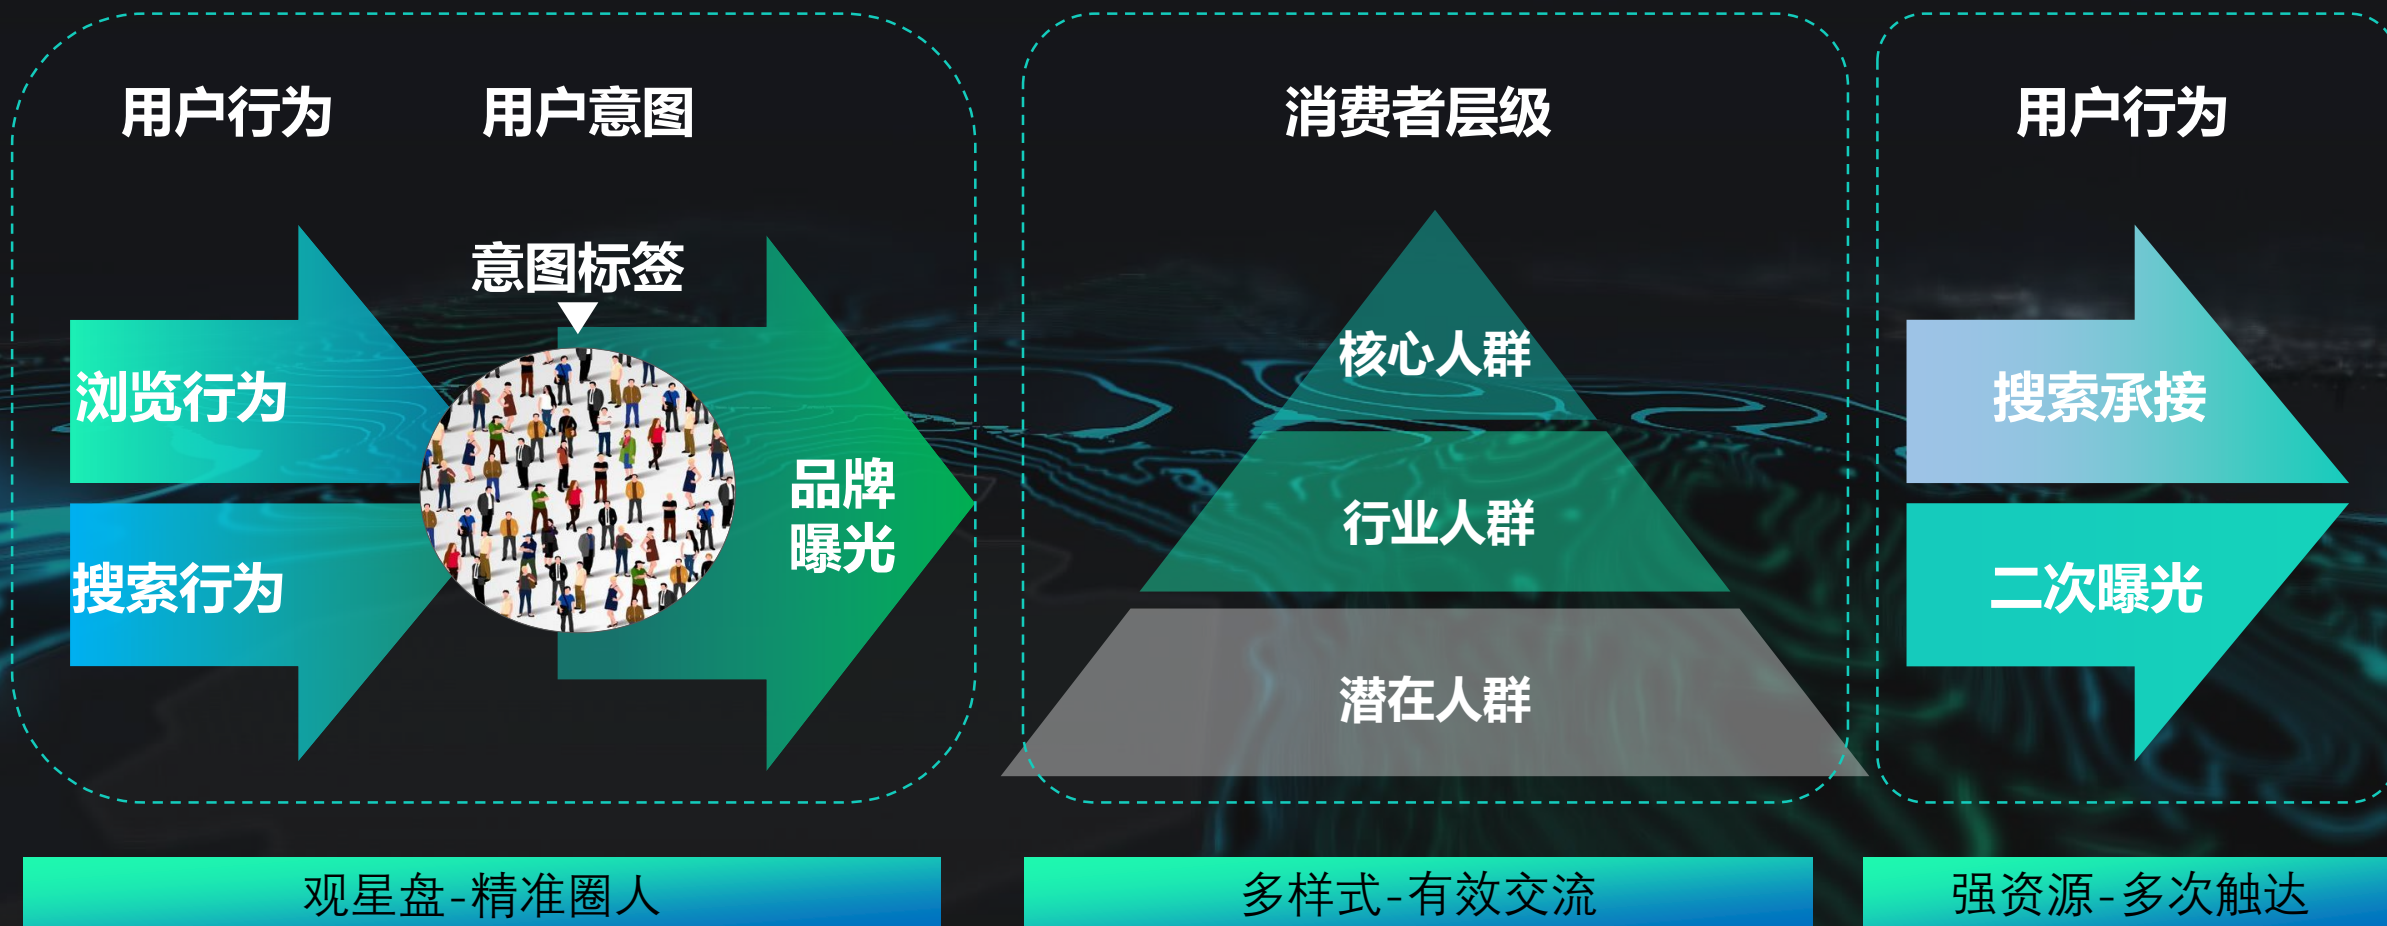 用户行为
用户意图
意图标签
浏览行为
搜索行为
品牌
曝光
观星盘-精准圈人
消费者层级
核心人群
行业人群
潜在人群
多样式-有效交流
用户行为
搜索承接
二次曝光
强资源-多次触达